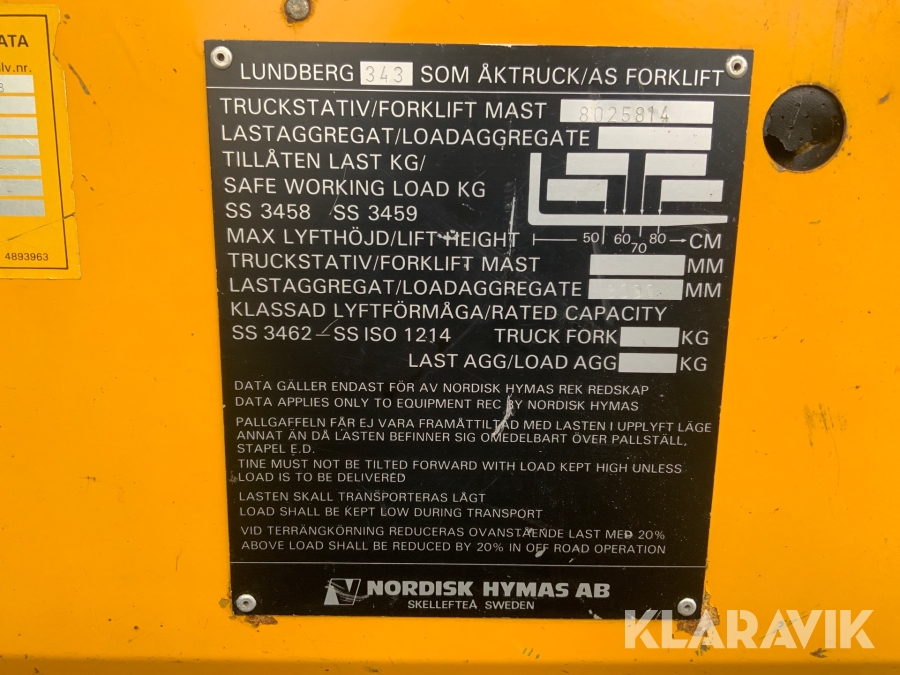 ATA
lv.nr.
4893963
LUNDBERG 343 SOM ÅKTRUCK/AS FORKLIFT
TRUCKSTATIV/FORKLIFT MAST 8025814
LASTAGGREGAT/LOADAGGREGATE
TILLÅTEN LAST KG/
SAFE WORKING LOAD KG
SS 3458 SS 3459
MAX LYFTHÖJD/LIFT HEIGHT 50 60 70 80 CM
TRUCKSTATIV/FORKLIFT MAST MM
LASTAGGREGAT/LOADAGGREGATE MM
KLASSAD LYFTFÖRMÅGA/RATED CAPACITY
SS 3462-SS ISO 1214 TRUCK FORK KG
LAST AGG/LOAD AGG KG
DATA GÄLLER ENDAST FÖR AV NORDISK HYMAS REK REDSKAP
DATA APPLIES ONLY TO EQUIPMENT REC BY NORDISK HYMAS
PALLGAFFELN FÅR EJ VARA FRAMÅTTILTAD MED LASTEN I UPPLYFT LÄGE
ANNAT ÄN DÅ LASTEN BEFINNER SIG OMEDELBART ÖVER PALLSTÄLL,
STAPEL E.D.
TINE MUST NOT BE TILTED FORWARD WITH LOAD KEPT HIGH UNLESS
LOAD IS TO BE DELIVERED
LASTEN SKALL TRANSPORTERAS LÅGT
LOAD SHALL BE KEPT LOW DURING TRANSPORT
VID TERRÄNGKÖRNING REDUCERAS OVANSTÅENDE LAST MED 20%
ABOVE LOAD SHALL BE REDUCED BY 20% IN OFF ROAD OPERATION
NORDISK HYMAS AB
SKELLEFTEÅ SWEDEN
KLARAVIK